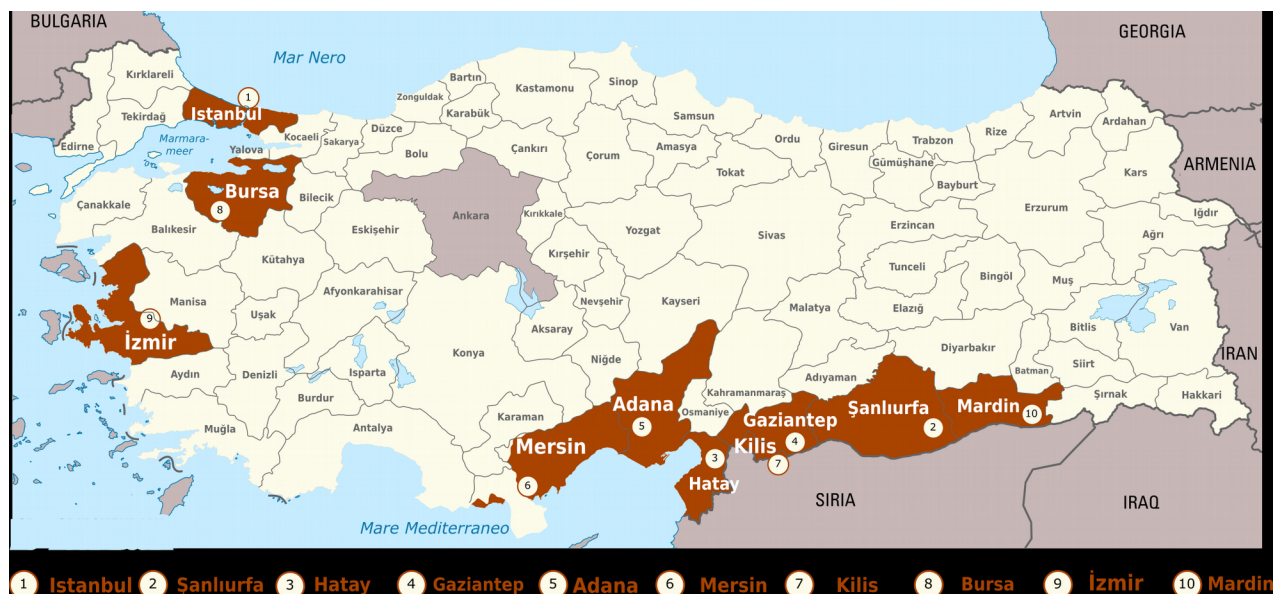 BULGARIA
GEORGIA
Mar Nero
Kırklareli
Bartın
Sinop
Kastamonu
Zonguldak
1
Istanbul
Tekirdağ
Karabük
Samsun
Artvin
Ardahan
Düzce
Kocaeli
Sakarya
Marmara-
meer
Edirne
Yalova
Bolu
Çankırı
Çorum
Amasya
Ordu
Giresun
Trabzon
Rize
Gümüşhane
ARMENIA
Tokat
Kars
Bursa
Bayburt
Çanakkale
8
Bilecik
Ankara
Kırıkkale
Erzurum
Iğdır
Balıkesir
Eskişehir
Yozgat
Sivas
Erzincan
Ağrı
Kütahya
Kırşehir
Tunceli
Bingöl
Muş
Afyonkarahisar
Manisa
Nevşehir
Kayseri
Malatya
Elazığ
Uşak
9
Aksaray
Bitlis
Van
İzmir
Konya
Niğde
Diyarbakır
IRAN
Aydın
Denizli
Isparta
Adıyaman
Batman
Siirt
Burdur
Kahramanmaraş
Şırnak
Hakkari
Adana
Osmaniye
Şanlıurfa
Mardin
10
Karaman
Gaziantep
Muğla
Antalya
5
2
Mersin
Kilis
4
3
7
6
Hatay
SIRIA
IRAQ
Mare Mediterraneo
1 Istanbul 2 Şanlıurfa 3 Hatay 4 Gaziantep 5 Adana 6 Mersin 7 Kilis 8 Bursa 9 İzmir 10 Mardin